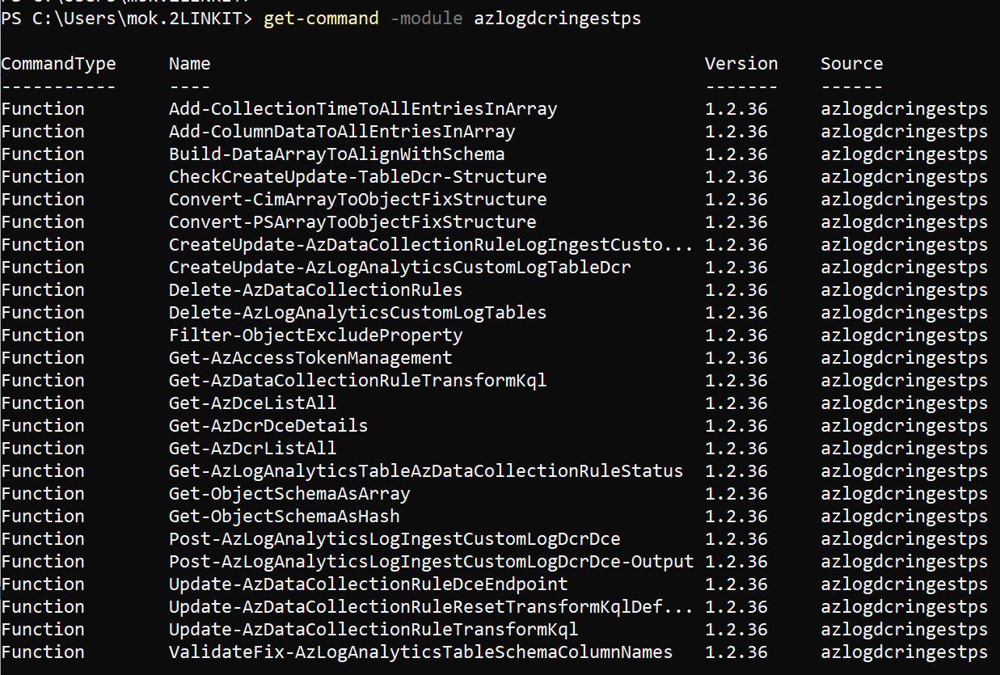 PS C:\Users\mok.2LINKIT> get-command -module azlogdcringestps
CommandType Name Version Source
----------- ---- ------- ------
Function Add-CollectionTimeToAllEntriesInArray 1.2.36 azlogdcringestps
Function Add-ColumnDataToAllEntriesInArray 1.2.36 azlogdcringestps
Function Build-DataArrayToAlignWithSchema 1.2.36 azlogdcringestps
Function CheckCreateUpdate-TableDcr-Structure 1.2.36 azlogdcringestps
Function Convert-CimArrayToObjectFixStructure 1.2.36 azlogdcringestps
Function Convert-PSArrayToObjectFixStructure 1.2.36 azlogdcringestps
Function CreateUpdate-AzDataCollectionRuleLogIngestCusto... 1.2.36 azlogdcringestps
Function CreateUpdate-AzLogAnalyticsCustomLogTableDcr 1.2.36 azlogdcringestps
Function Delete-AzDataCollectionRules 1.2.36 azlogdcringestps
Function Delete-AzLogAnalyticsCustomLogTables 1.2.36 azlogdcringestps
Function Filter-ObjectExcludeProperty 1.2.36 azlogdcringestps
Function Get-AzAccessTokenManagement 1.2.36 azlogdcringestps
Function Get-AzDataCollectionRuleTransformKql 1.2.36 azlogdcringestps
Function Get-AzDceListAll 1.2.36 azlogdcringestps
Function Get-AzDcrDceDetails 1.2.36 azlogdcringestps
Function Get-AzDcrListAll 1.2.36 azlogdcringestps
Function Get-AzLogAnalyticsTableAzDataCollectionRuleStatus 1.2.36 azlogdcringestps
Function Get-ObjectSchemaAsArray 1.2.36 azlogdcringestps
Function Get-ObjectSchemaAsHash 1.2.36 azlogdcringestps
Function Post-AzLogAnalyticsLogIngestCustomLogDcrDce 1.2.36 azlogdcringestps
Function Post-AzLogAnalyticsLogIngestCustomLogDcrDce-Output 1.2.36 azlogdcringestps
Function Update-AzDataCollectionRuleDceEndpoint 1.2.36 azlogdcringestps
Function Update-AzDataCollectionRuleResetTransformKqlDef... 1.2.36 azlogdcringestps
Function Update-AzDataCollectionRuleTransformKql 1.2.36 azlogdcringestps
Function ValidateFix-AzLogAnalyticsTableSchemaColumnNames 1.2.36 azlogdcringestps